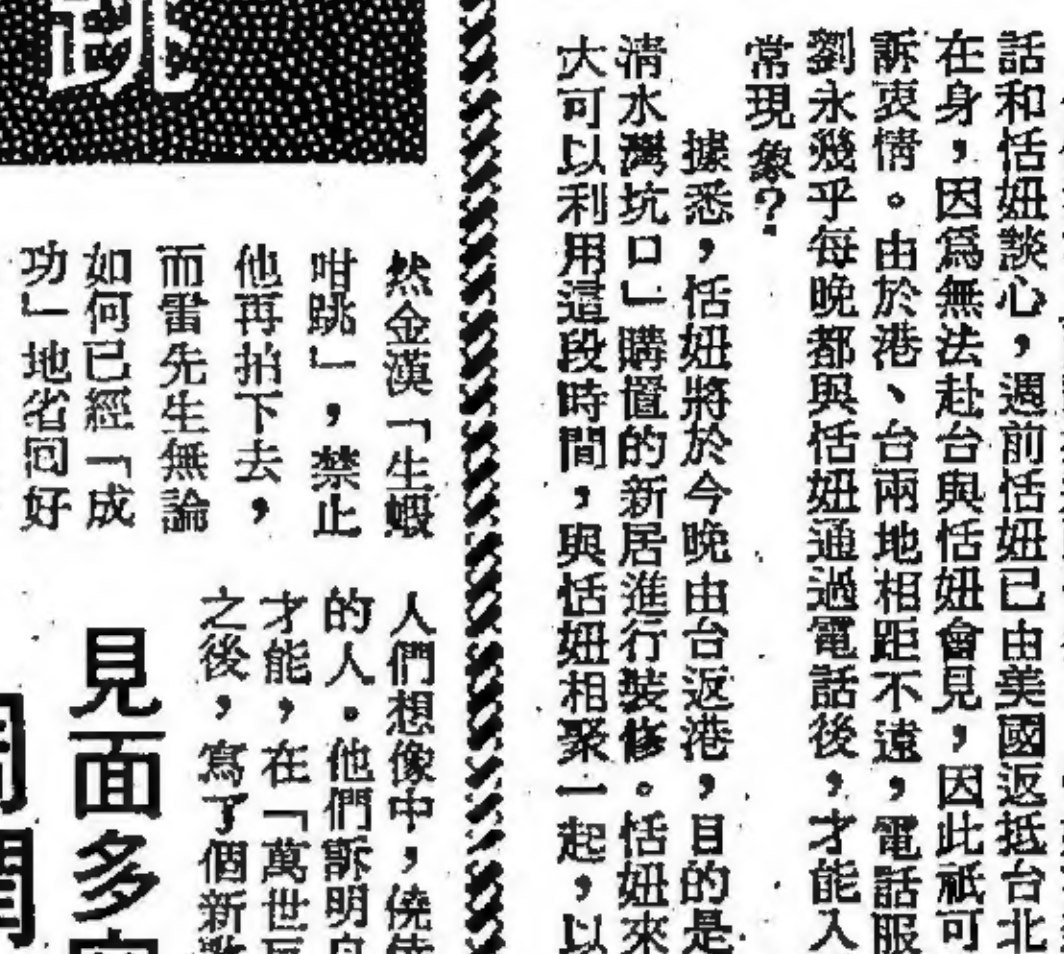 話和恬妞談心，週前恬妞已由美國返抵台北
在身，因爲無法赴台與恬妞會見，因此祇可
訴衷情。由於港、台兩地相距不遠，電話服
劉永幾乎每晚都與恬妞通過電話後，才能入
常現象？
據悉，恬妞將於今晚由台返港，目的是
清水灣坑口」購置的新居進行裝修。恬妞來
大可以利用這段時間，與恬妞相聚一起，以
跳
然金漢「生蝦
咁跳」，禁止
他再拍下去，
而雷先生無論
如何已經「成
功」地省回好
人們想像中，僥倖
的人。他們訴明白
才能，在「萬世巨
之後，寫了個新歌
見面多